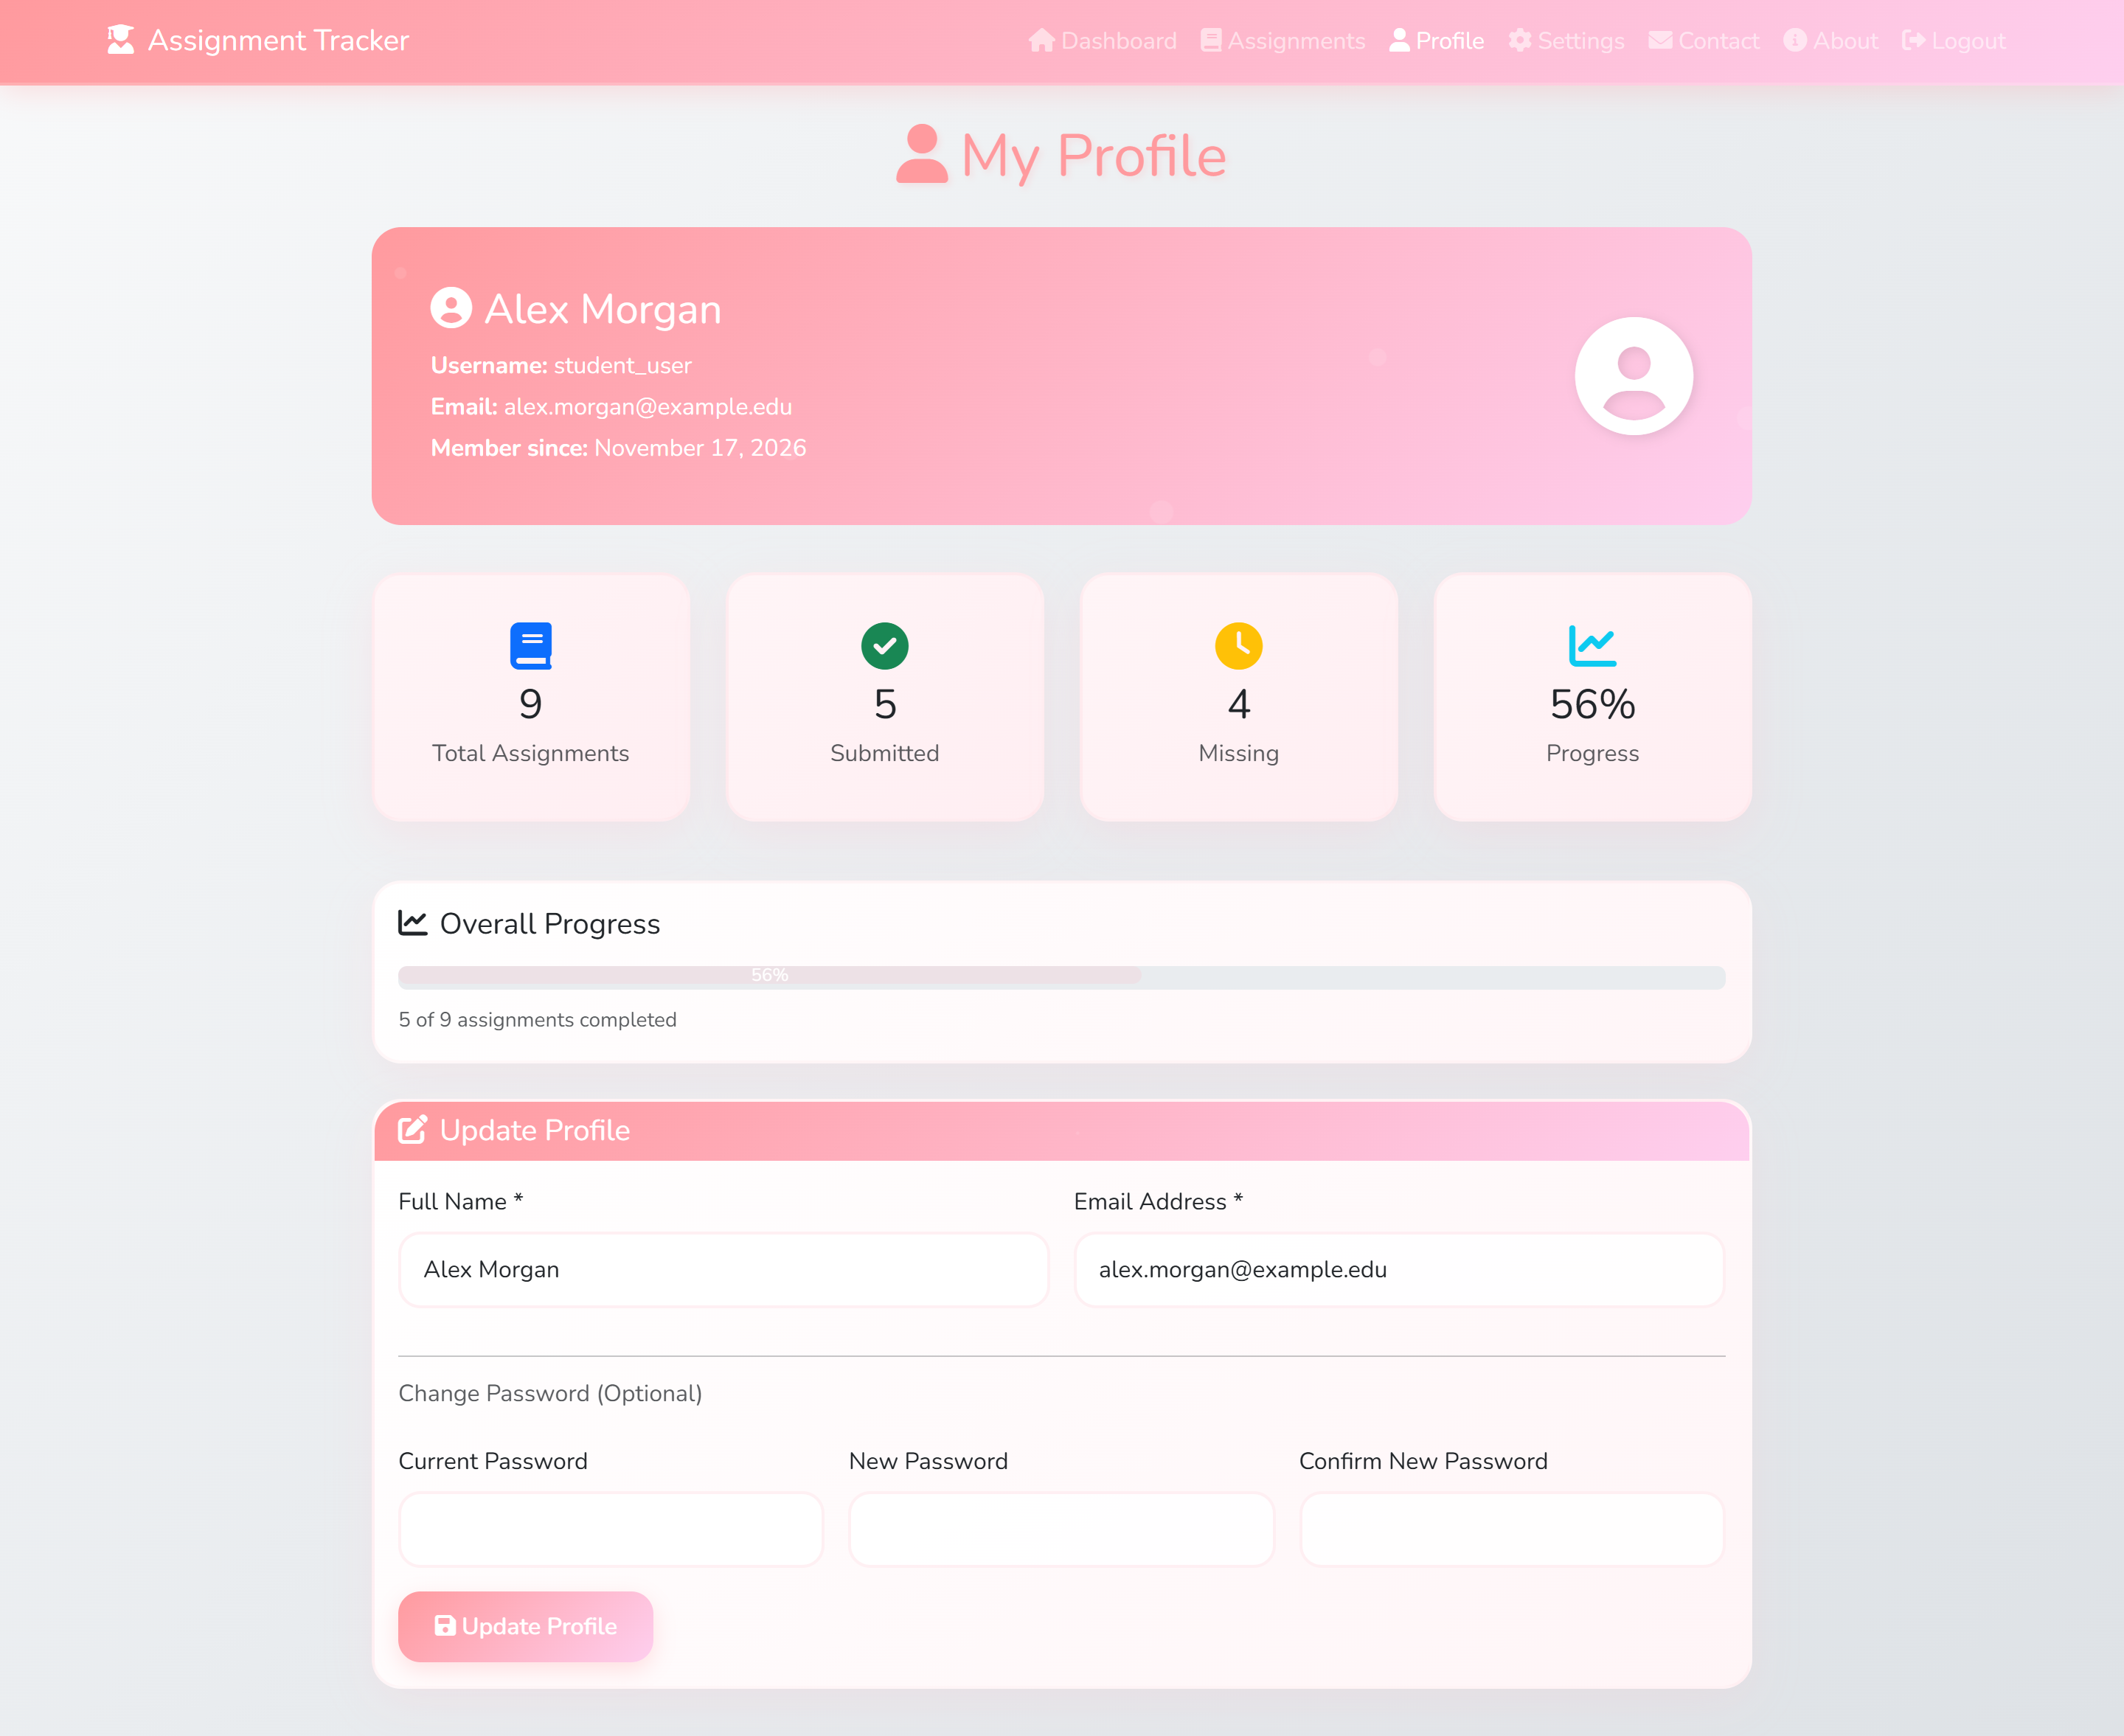 Assignment Tracker
Dashboard Assignments Profile Settings Contact About Logout
My Profile
Alex Morgan
Username: student_user
Email: alex.morgan@example.edu
Member since: November 17, 2026
9
Total Assignments
5
Submitted
4
Missing
56%
Progress
Overall Progress
56%
5 of 9 assignments completed
Update Profile
Full Name *
Alex Morgan
Email Address *
alex.morgan@example.edu
Change Password (Optional)
Current Password
New Password
Confirm New Password
Update Profile